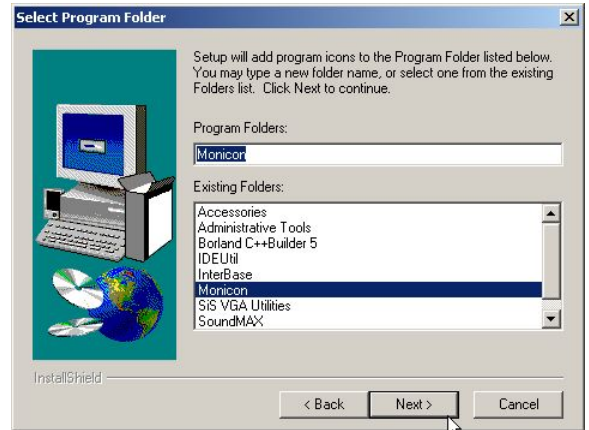 Select Program Folder
Setup will add program icons to the Program Folder listed below.
You may type a new folder name, or select one from the existing
Folders list. Click Next to continue.
Program Folders:
Monicon
Existing Folders:
Accessories
Administrative Tools
Borland C++Builder 5
IDEUtil
InterBase
Monicon
SiS VGA Utilities
SoundMAX
InstallShield
< Back Next > Cancel